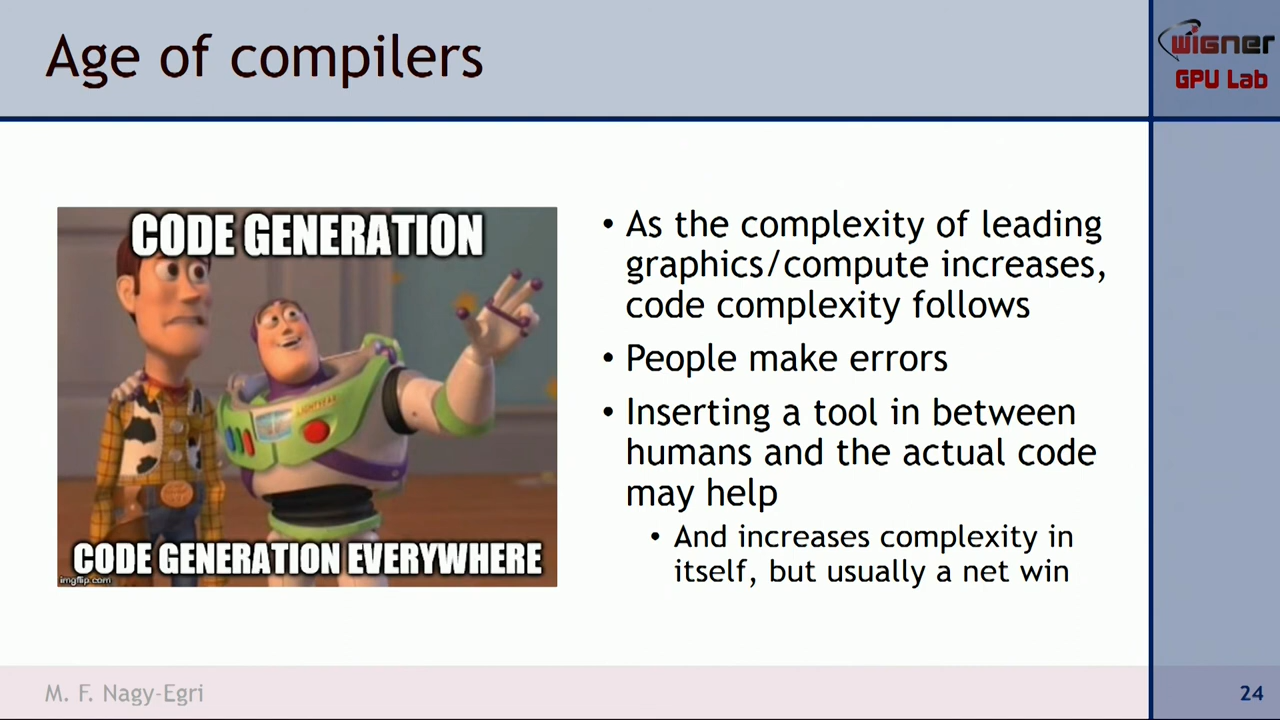 Age of compilers
wigner
GPU Lab
CODE GENERATION
LIGHTYEAR
CODE GENERATION EVERYWHERE
imgflip.com
• As the complexity of leading
graphics/compute increases,
code complexity follows
• People make errors
• Inserting a tool in between
humans and the actual code
may help
• And increases complexity in
itself, but usually a net win
M. F. Nagy-Egri
24